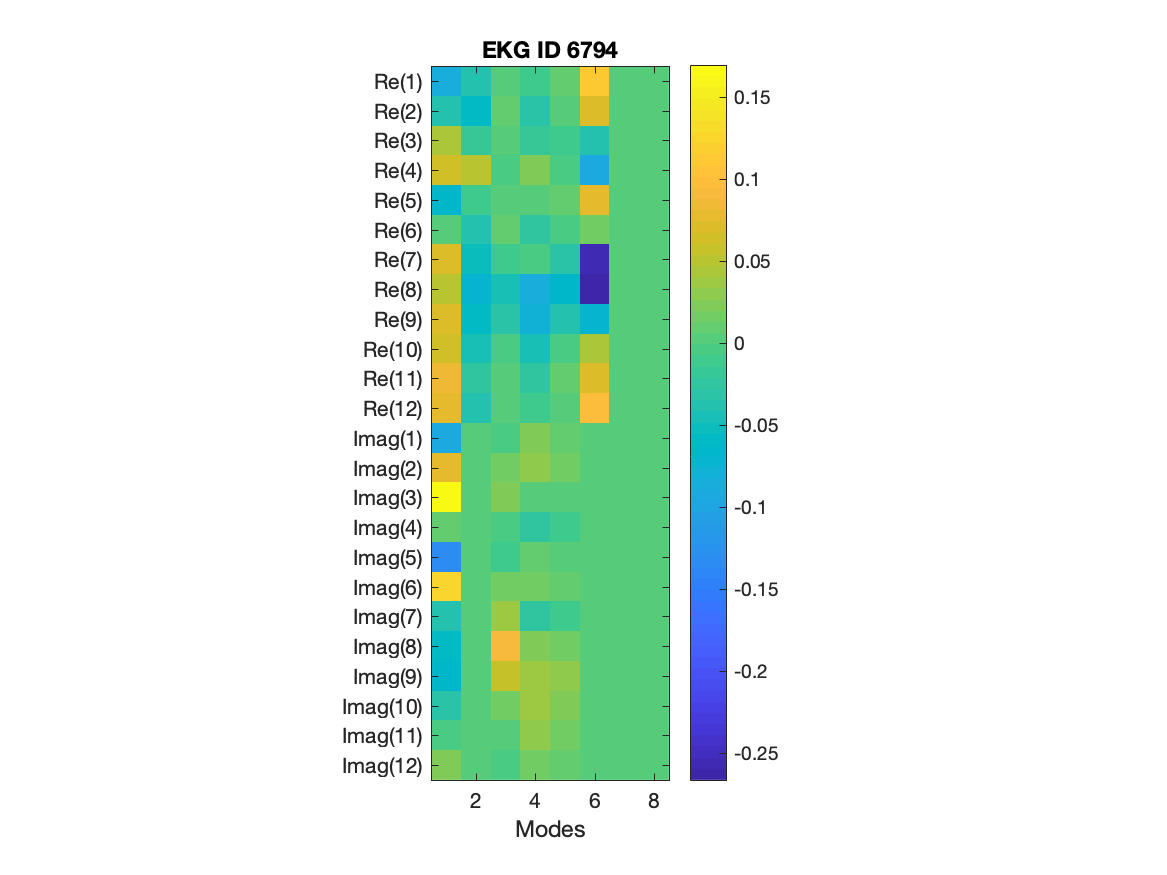 EKG ID 6794
Re(1)
Re(2)
Re(3)
Re(4)
Re(5)
Re(6)
Re(7)
Re(8)
Re(9)
Re(10)
Re(11)
Re(12)
Imag(1)
Imag(2)
Imag(3)
Imag(4)
Imag(5)
Imag(6)
Imag(7)
Imag(8)
Imag(9)
Imag(10)
Imag(11)
Imag(12)
2 4 6 8
Modes
0.15
0.1
0.05
0
-0.05
-0.1
-0.15
-0.2
-0.25